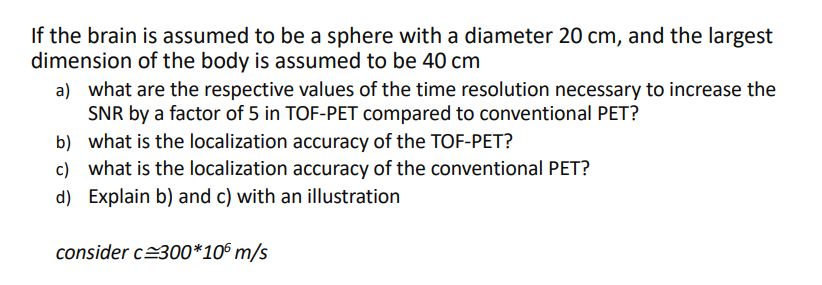 If the brain is assumed to be a sphere with a diameter 20 cm, and the largest
dimension of the body is assumed to be 40 cm
a) what are the respective values of the time resolution necessary to increase the
SNR by a factor of 5 in TOF-PET compared to conventional PET?
b) what is the localization accuracy of the TOF-PET?
c) what is the localization accuracy of the conventional PET?
d) Explain b) and c) with an illustration
consider c≅300*10⁶ m/s